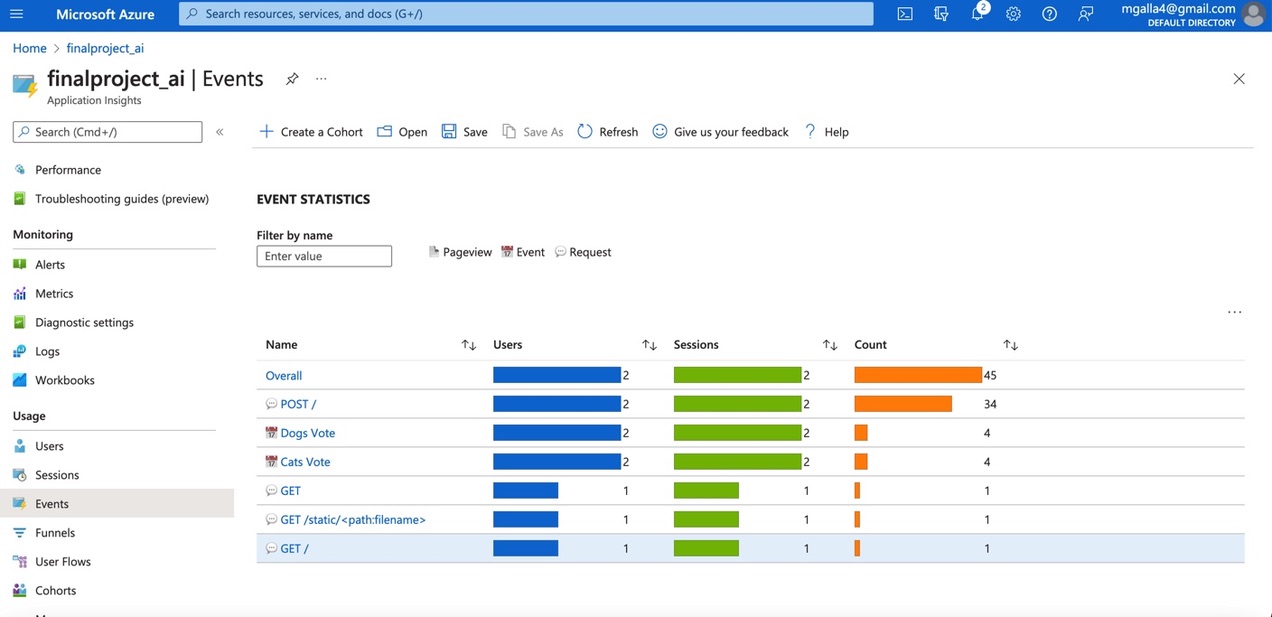 Microsoft Azure
Search resources, services, and docs (G+/)
2
mgalla4@gmail.com
DEFAULT DIRECTORY
Home > finalproject_ai
finalproject_ai | Events
...
Application Insights
Search (Cmd+/)
«
Create a Cohort
Open
Save
Save As
Refresh
Give us your feedback
? Help
Performance
Troubleshooting guides (preview)
Monitoring
Alerts
Metrics
Diagnostic settings
Logs
Workbooks
Usage
Users
Sessions
Events
Funnels
User Flows
Cohorts
EVENT STATISTICS
Filter by name
Enter value
Pageview Event Request
...
Name ↑↓ Users ↑↓ Sessions ↑↓ Count ↑↓
Overall 2 2 45
POST / 2 2 34
Dogs Vote 2 2 4
Cats Vote 2 2 4
GET 1 1 1
GET /static/<path:filename> 1 1 1
GET / 1 1 1